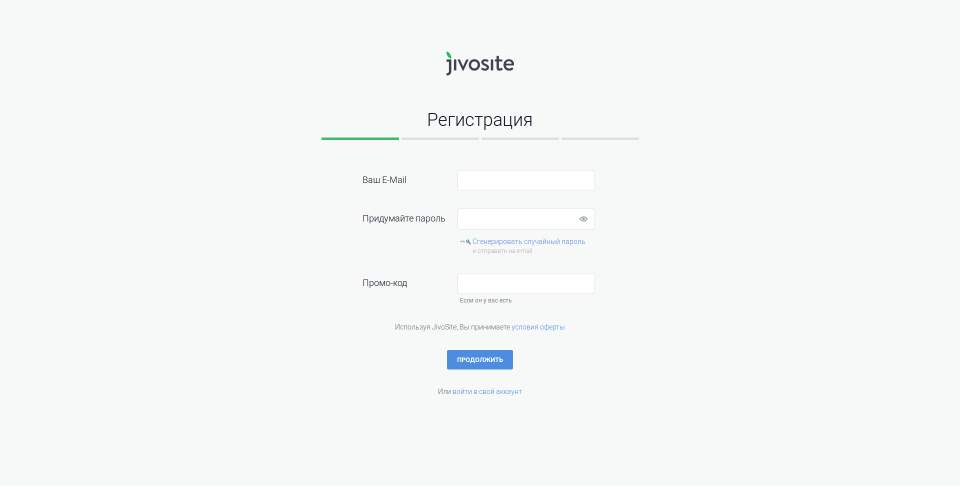 jivosite
Регистрация
Ваш E-Mail
Придумайте пароль
Сгенерировать случайный пароль
и отправить на email
Промо-код
Если он у вас есть
Используя JivoSite, Вы принимаете условия оферты
ПРОДОЛЖИТЬ
Или войти в свой аккаунт